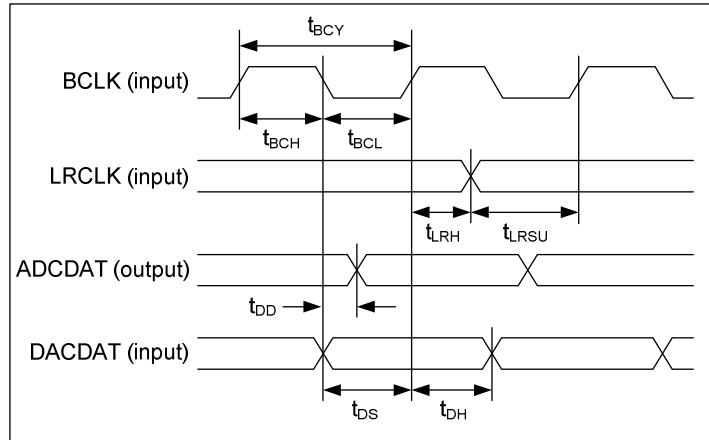 tBCY
BCLK (input)
tBCH
tBCL
LRCLK (input)
tLRH
tLRSU
ADCDAT (output)
tDD
DACDAT (input)
tDS
tDH